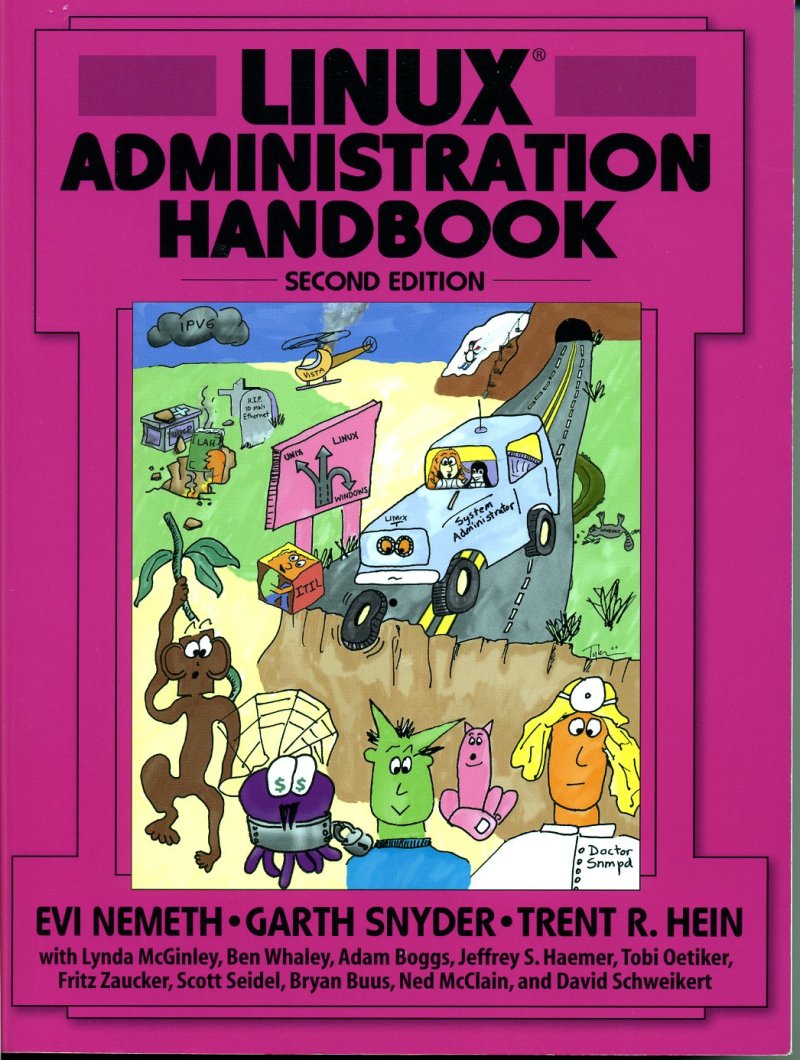 LINUX®
ADMINISTRATION
HANDBOOK
SECOND EDITION
IPV6
VISTA
R.I.P.
10 Mb/s
Ethernet
LAH
UNIX
LINUX
WINDOWS
LINUX
System
Administrator
ITIL
Tyler
$ $
Doctor
Snmpd
EVI NEMETH • GARTH SNYDER • TRENT R. HEIN
with Lynda McGinley, Ben Whaley, Adam Boggs, Jeffrey S. Haemer, Tobi Oetiker,
Fritz Zaucker, Scott Seidel, Bryan Buus, Ned McClain, and David Schweikert